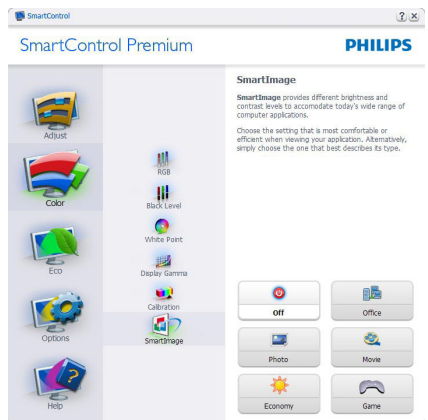 SmartControl
SmartControl Premium
PHILIPS
Adjust
Color
Eco
Options
Help
RGB
Black Level
White Point
Display Gamma
Calibration
SmartImage
SmartImage
SmartImage provides different brightness and
contrast levels to accomodate today's wide range of
computer applications.
Choose the setting that is most comfortable or
efficient when viewing your application. Alternatively,
simply choose the one that best describes its type.
Off
Office
Photo
Movie
Economy
Game